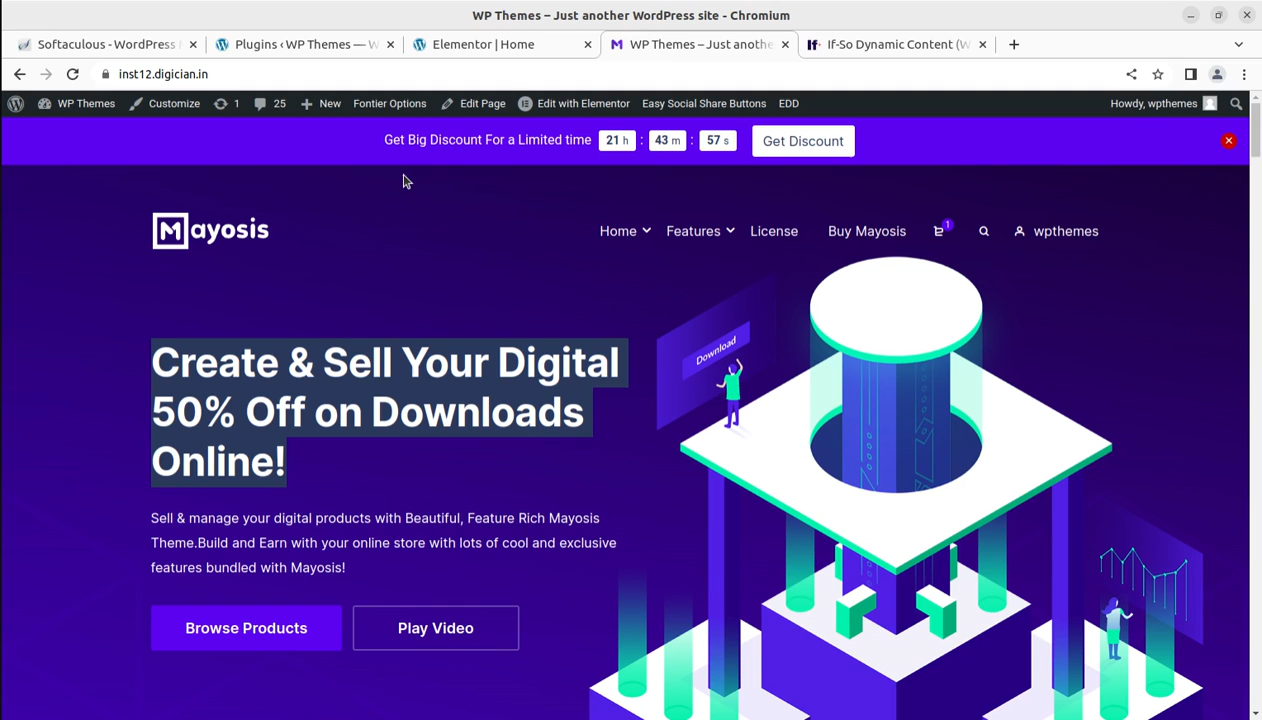 WP Themes – Just another WordPress site - Chromium
Softaculous - WordPress
Plugins ‹ WP Themes — W
Elementor | Home
WP Themes – Just anothe
If-So Dynamic Content (W
inst12.digician.in
WP Themes Customize 1 25 New Fontier Options Edit Page Edit with Elementor Easy Social Share Buttons EDD Howdy, wpthemes
Get Big Discount For a Limited time 21 h : 43 m : 57 s Get Discount
Mayosis
Home Features License Buy Mayosis 1 wpthemes
Download
Create & Sell Your Digital
50% Off on Downloads
Online!
Sell & manage your digital products with Beautiful, Feature Rich Mayosis
Theme.Build and Earn with your online store with lots of cool and exclusive
features bundled with Mayosis!
Browse Products Play Video